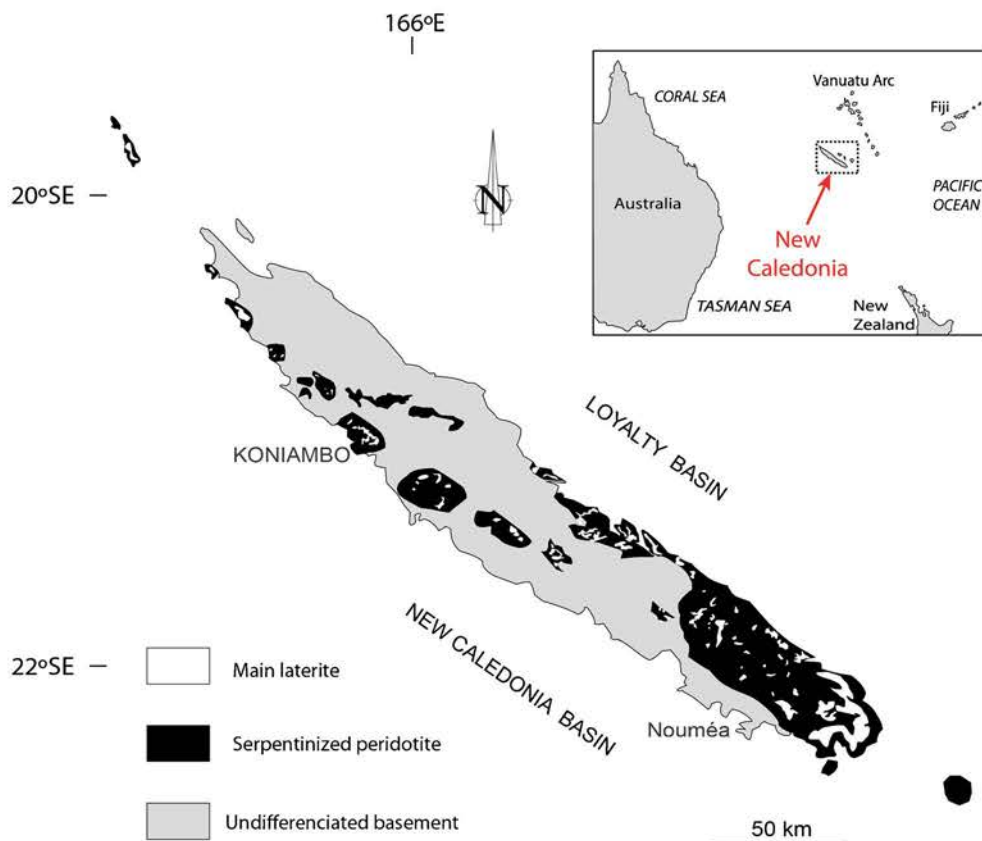 166ºE
20ºSE
22ºSE
N
CORAL SEA
Vanuatu Arc
Fiji
Australia
PACIFIC
OCEAN
New
Caledonia
TASMAN SEA
New
Zealand
LOYALTY BASIN
KONIAMBO
NEW CALEDONIA BASIN
Nouméa
Main laterite
Serpentinized peridotite
Undifferenciated basement
50 km